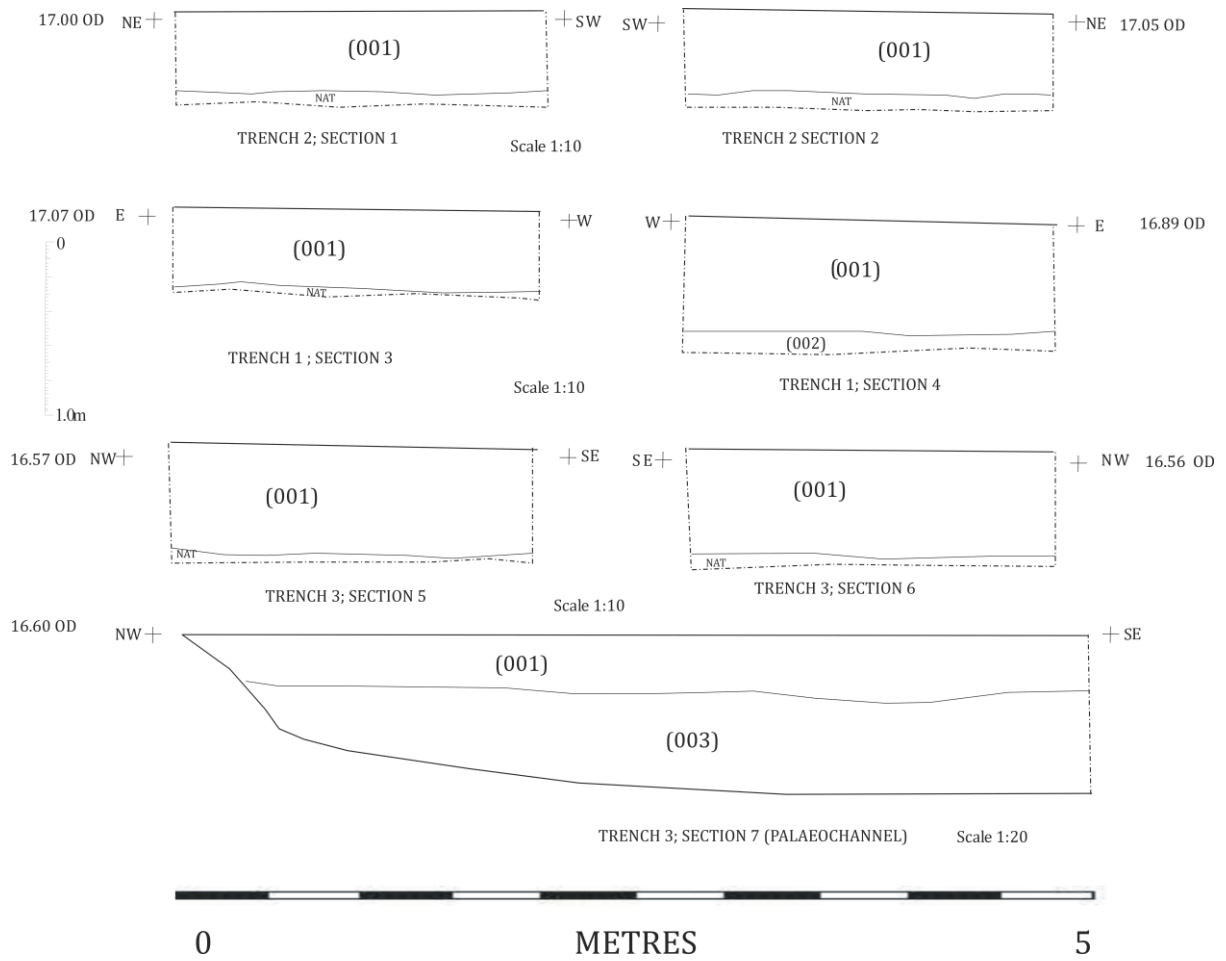 17.00 OD NE SW SW NE 17.05 OD
(001) (001)
NAT NAT
TRENCH 2; SECTION 1 TRENCH 2 SECTION 2
Scale 1:10
17.07 OD E W W E 16.89 OD
0
(001) (001)
NAT
(002)
TRENCH 1 ; SECTION 3
Scale 1:10 TRENCH 1; SECTION 4
1.0m
16.57 OD NW SE SE NW 16.56 OD
(001) (001)
NAT NAT
TRENCH 3; SECTION 5 TRENCH 3; SECTION 6
Scale 1:10
16.60 OD NW SE
(001)
(003)
TRENCH 3; SECTION 7 (PALAEOCHANNEL) Scale 1:20
0 METRES 5